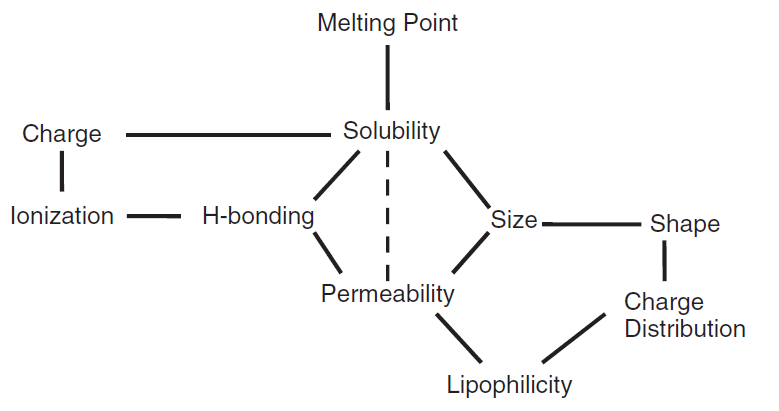 Melting Point
Charge
Solubility
Ionization
H-bonding
Size
Shape
Permeability
Charge
Distribution
Lipophilicity